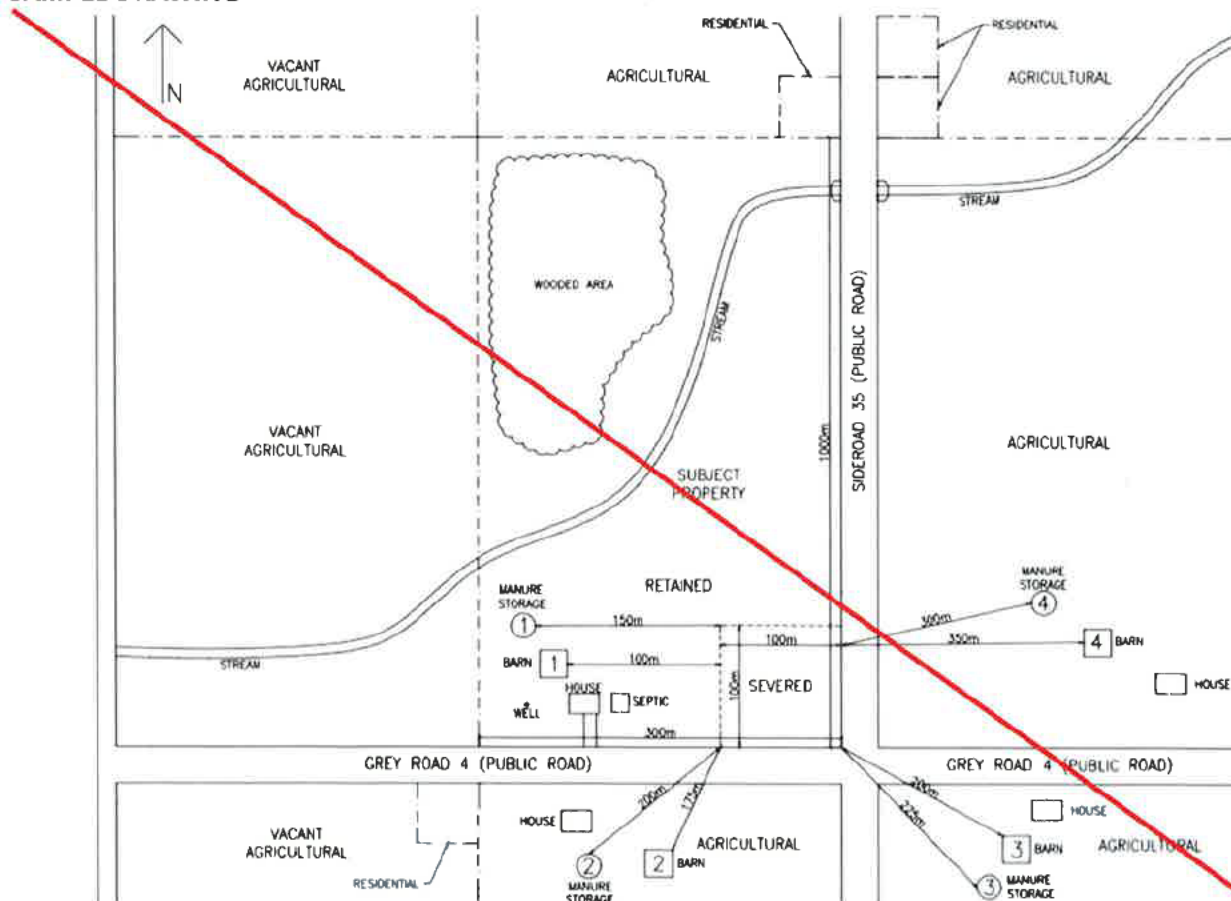 VACANT
AGRICULTURAL
N
AGRICULTURAL
RESIDENTIAL
RESIDENTIAL
AGRICULTURAL
STREAM
WOODED AREA
STREAM
SIDEROAD 35 (PUBLIC ROAD)
1000m
VACANT
AGRICULTURAL
AGRICULTURAL
SUBJECT
PROPERTY
RETAINED
MANURE
STORAGE
1
150m
100m
300m
MANURE
STORAGE
4
350m
4
BARN
STREAM
BARN
1
100m
100m
SEVERED
HOUSE
SEPTIC
WELL
HOUSE
300m
GREY ROAD 4 (PUBLIC ROAD)
GREY ROAD 4 (PUBLIC ROAD)
200m
175m
200m
225m
HOUSE
HOUSE
VACANT
AGRICULTURAL
AGRICULTURAL
2
2
BARN
MANURE
STORAGE
3
BARN
AGRICULTURAL
3
MANURE
STORAGE
RESIDENTIAL